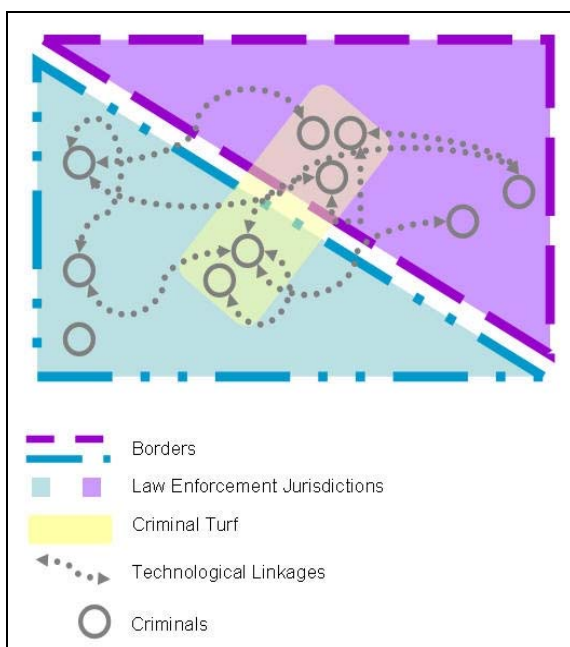 Borders
Law Enforcement Jurisdictions
Criminal Turf
Technological Linkages
Criminals